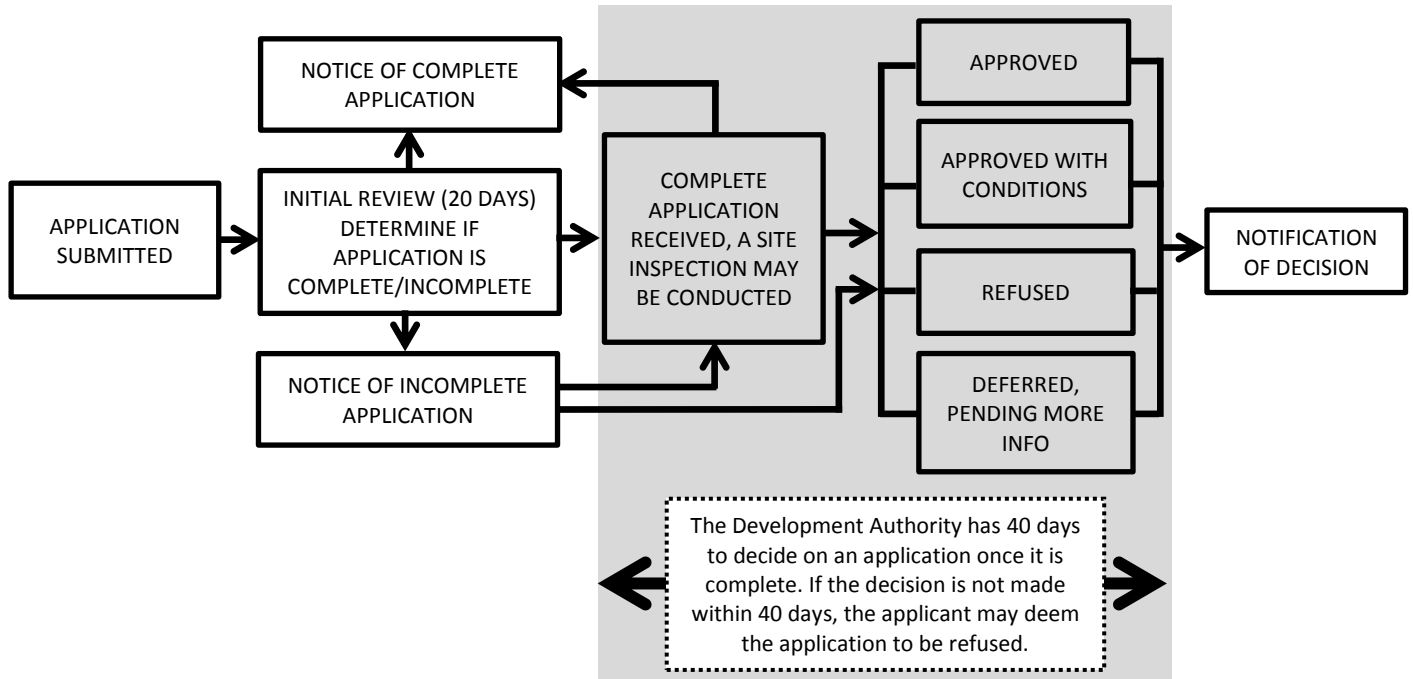 APPLICATION
SUBMITTED
NOTICE OF COMPLETE
APPLICATION
INITIAL REVIEW (20 DAYS)
DETERMINE IF
APPLICATION IS
COMPLETE/INCOMPLETE
NOTICE OF INCOMPLETE
APPLICATION
COMPLETE
APPLICATION
RECEIVED, A SITE
INSPECTION MAY
BE CONDUCTED
APPROVED
APPROVED WITH
CONDITIONS
REFUSED
DEFERRED,
PENDING MORE
INFO
NOTIFICATION
OF DECISION
The Development Authority has 40 days
to decide on an application once it is
complete. If the decision is not made
within 40 days, the applicant may deem
the application to be refused.